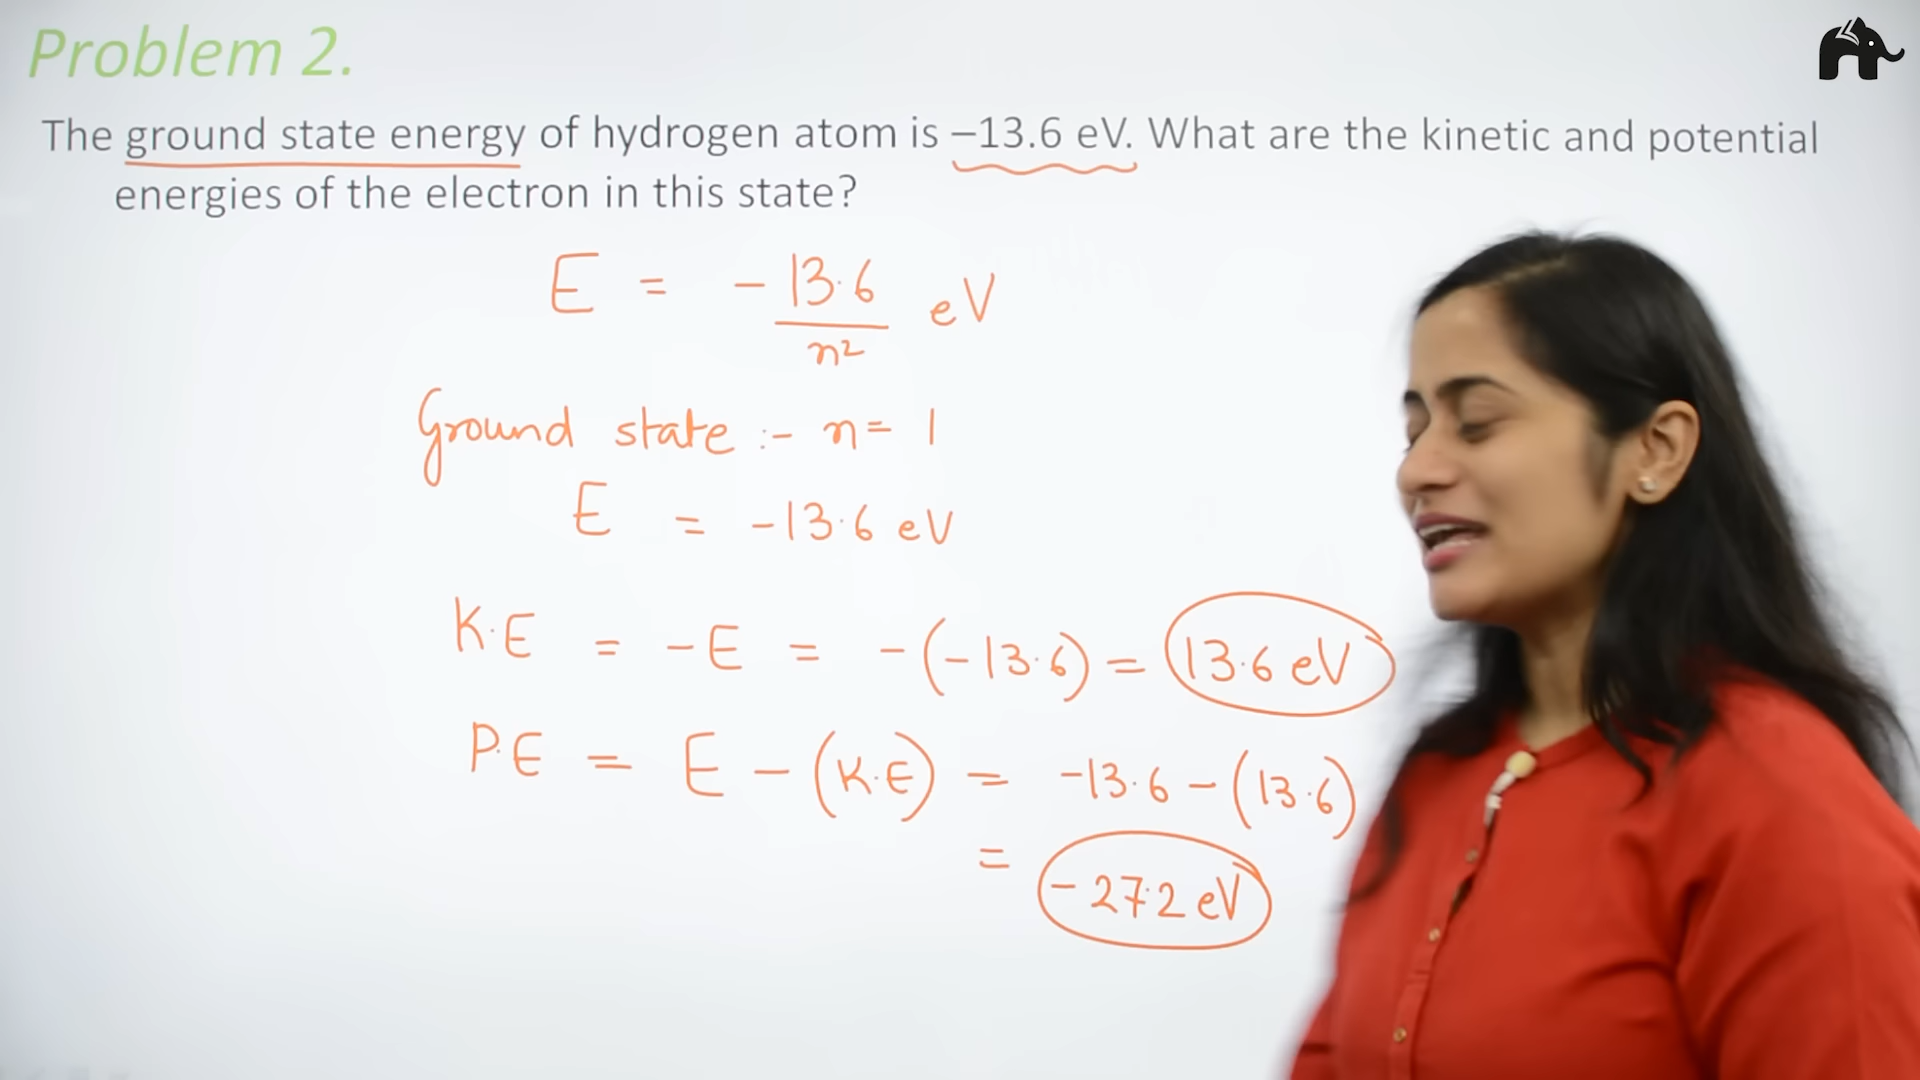 Problem 2.
The ground state energy of hydrogen atom is –13.6 eV. What are the kinetic and potential
energies of the electron in this state?
E = - 13.6/n² eV
Ground state :- n = 1
E = -13.6 eV
K.E = -E = -(-13.6) = 13.6 eV
P.E = E - (K.E) = -13.6 - (13.6)
= -27.2 eV